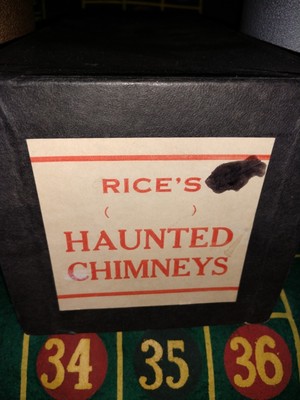 RICE'S
( )
HAUNTED
CHIMNEYS
34 35 36